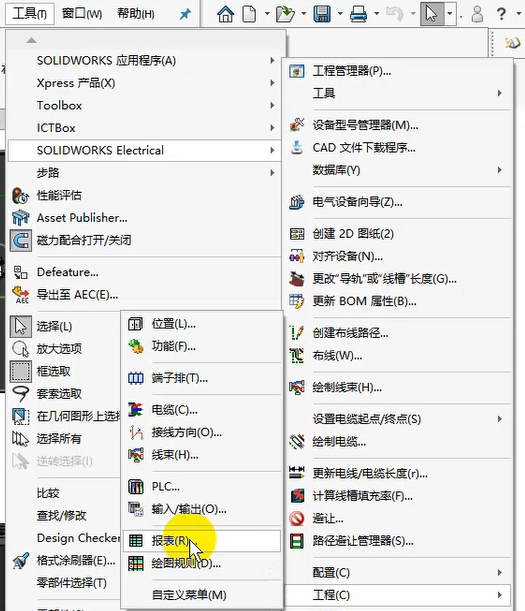 工具(T) 窗口(W) 帮助(H)
SOLIDWORKS 应用程序(A)
Xpress 产品(X)
Toolbox
ICTBox
SOLIDWORKS Electrical
步路
性能评估
Asset Publisher...
磁力配合打开/关闭
Defeature...
导出至 AEC(E)...
选择(L)
放大选项
框选取
套索选取
在几何图形上选择
选择所有
逆转选择(I)
比较
查找/修改
Design Checker
格式涂刷器(E)...
零部件选择(T)
工程管理器(P)...
工具
设备型号管理器(M)...
CAD 文件下载程序...
数据库(Y)
电气设备向导(Z)...
创建 2D 图纸(2)
对齐设备(N)...
更改“导轨”或“线槽”长度(G)...
更新 BOM 属性(B)...
创建布线路径...
布线(W)...
绘制线束(H)...
设置电缆起点/终点(S)
绘制电缆...
更新电线/电缆长度(r)...
计算线槽填充率(F)...
避让...
路径避让管理器(S)...
配置(C)
工程(C)
位置(L)...
功能(F)...
端子排(T)...
电缆(C)...
接线方向(O)...
线束(H)...
PLC...
输入/输出(O)...
报表(R)...
绘图规则(D)...
自定义菜单(M)